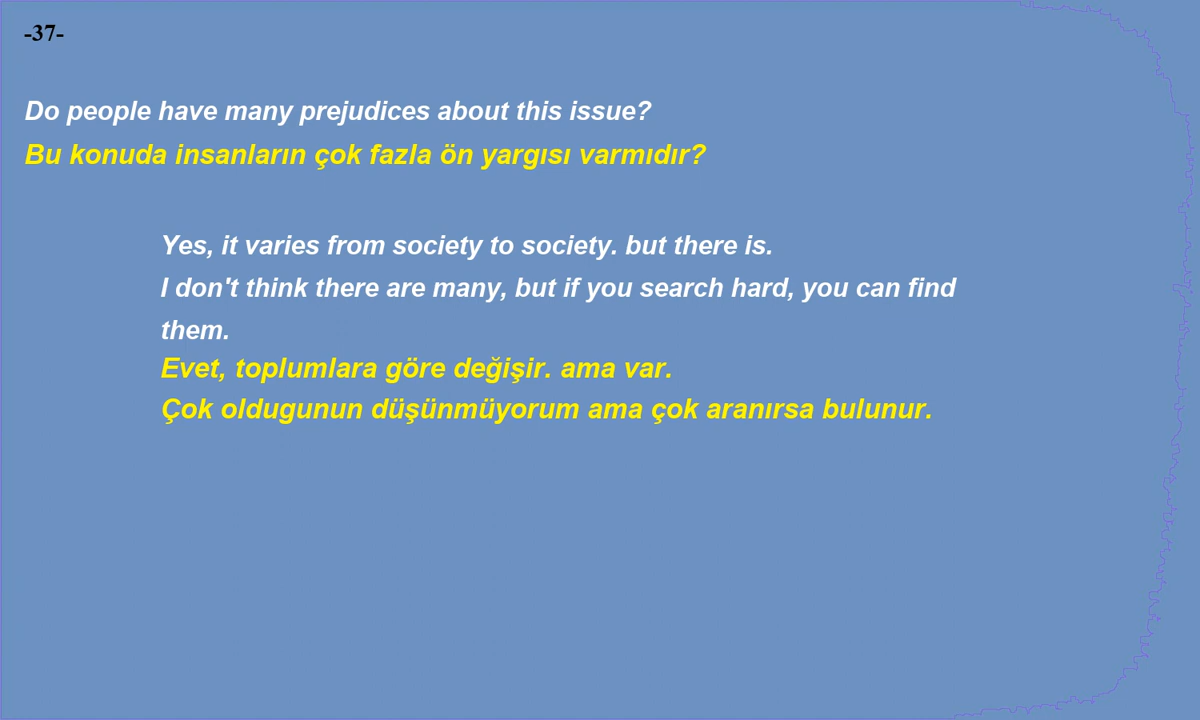 -37-
Do people have many prejudices about this issue?
Bu konuda insanların çok fazla ön yargısı varmıdır?
Yes, it varies from society to society. but there is.
I don't think there are many, but if you search hard, you can find
them.
Evet, toplumlara göre değişir. ama var.
Çok oldugunun düşünmüyorum ama çok aranırsa bulunur.